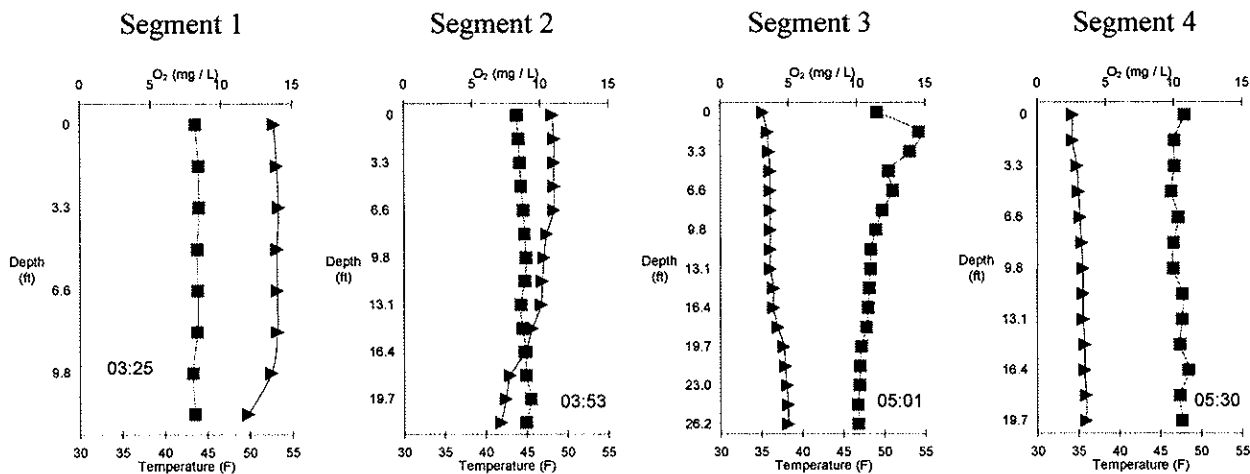 Segment 1
O₂ (mg / L)
0 5 10 15
0
3.3
6.6
9.8
Depth
(ft)
03:25
30 35 40 45 50 55
Temperature (F)
Segment 2
O₂ (mg / L)
0 5 10 15
0
3.3
6.6
9.8
13.1
16.4
19.7
Depth
(ft)
03:53
30 35 40 45 50 55
Temperature (F)
Segment 3
O₂ (mg / L)
0 5 10 15
0
3.3
6.6
9.8
13.1
16.4
19.7
23.0
26.2
Depth
(ft)
05:01
30 35 40 45 50 55
Temperature (F)
Segment 4
O₂ (mg / L)
0 5 10 15
0
3.3
6.6
9.8
13.1
16.4
19.7
Depth
(ft)
05:30
30 35 40 45 50 55
Temperature (F)